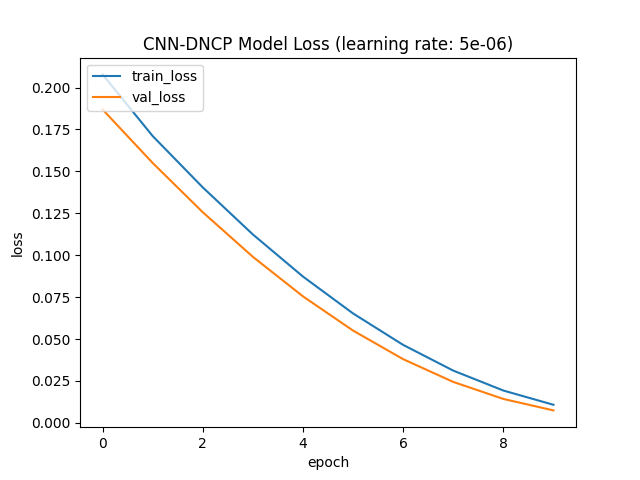 CNN-DNCP Model Loss (learning rate: 5e-06)
train_loss
val_loss
0.200
0.175
0.150
0.125
0.100
0.075
0.050
0.025
0.000
loss
0 2 4 6 8
epoch